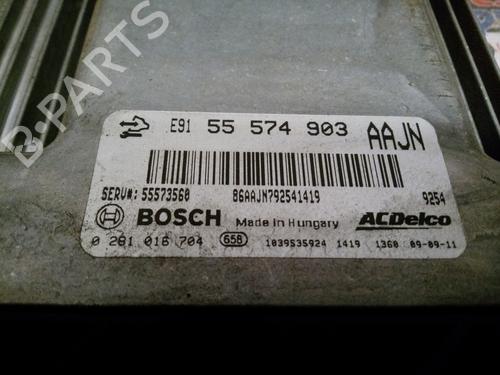 B-PARTS
E91 55 574 903 AAJN
SERV#: 55573560 86AAJN792541419 9254
BOSCH Made in Hungary ACDelco
0 281 016 704 658 1039S35924 1419 1360 09-09-11